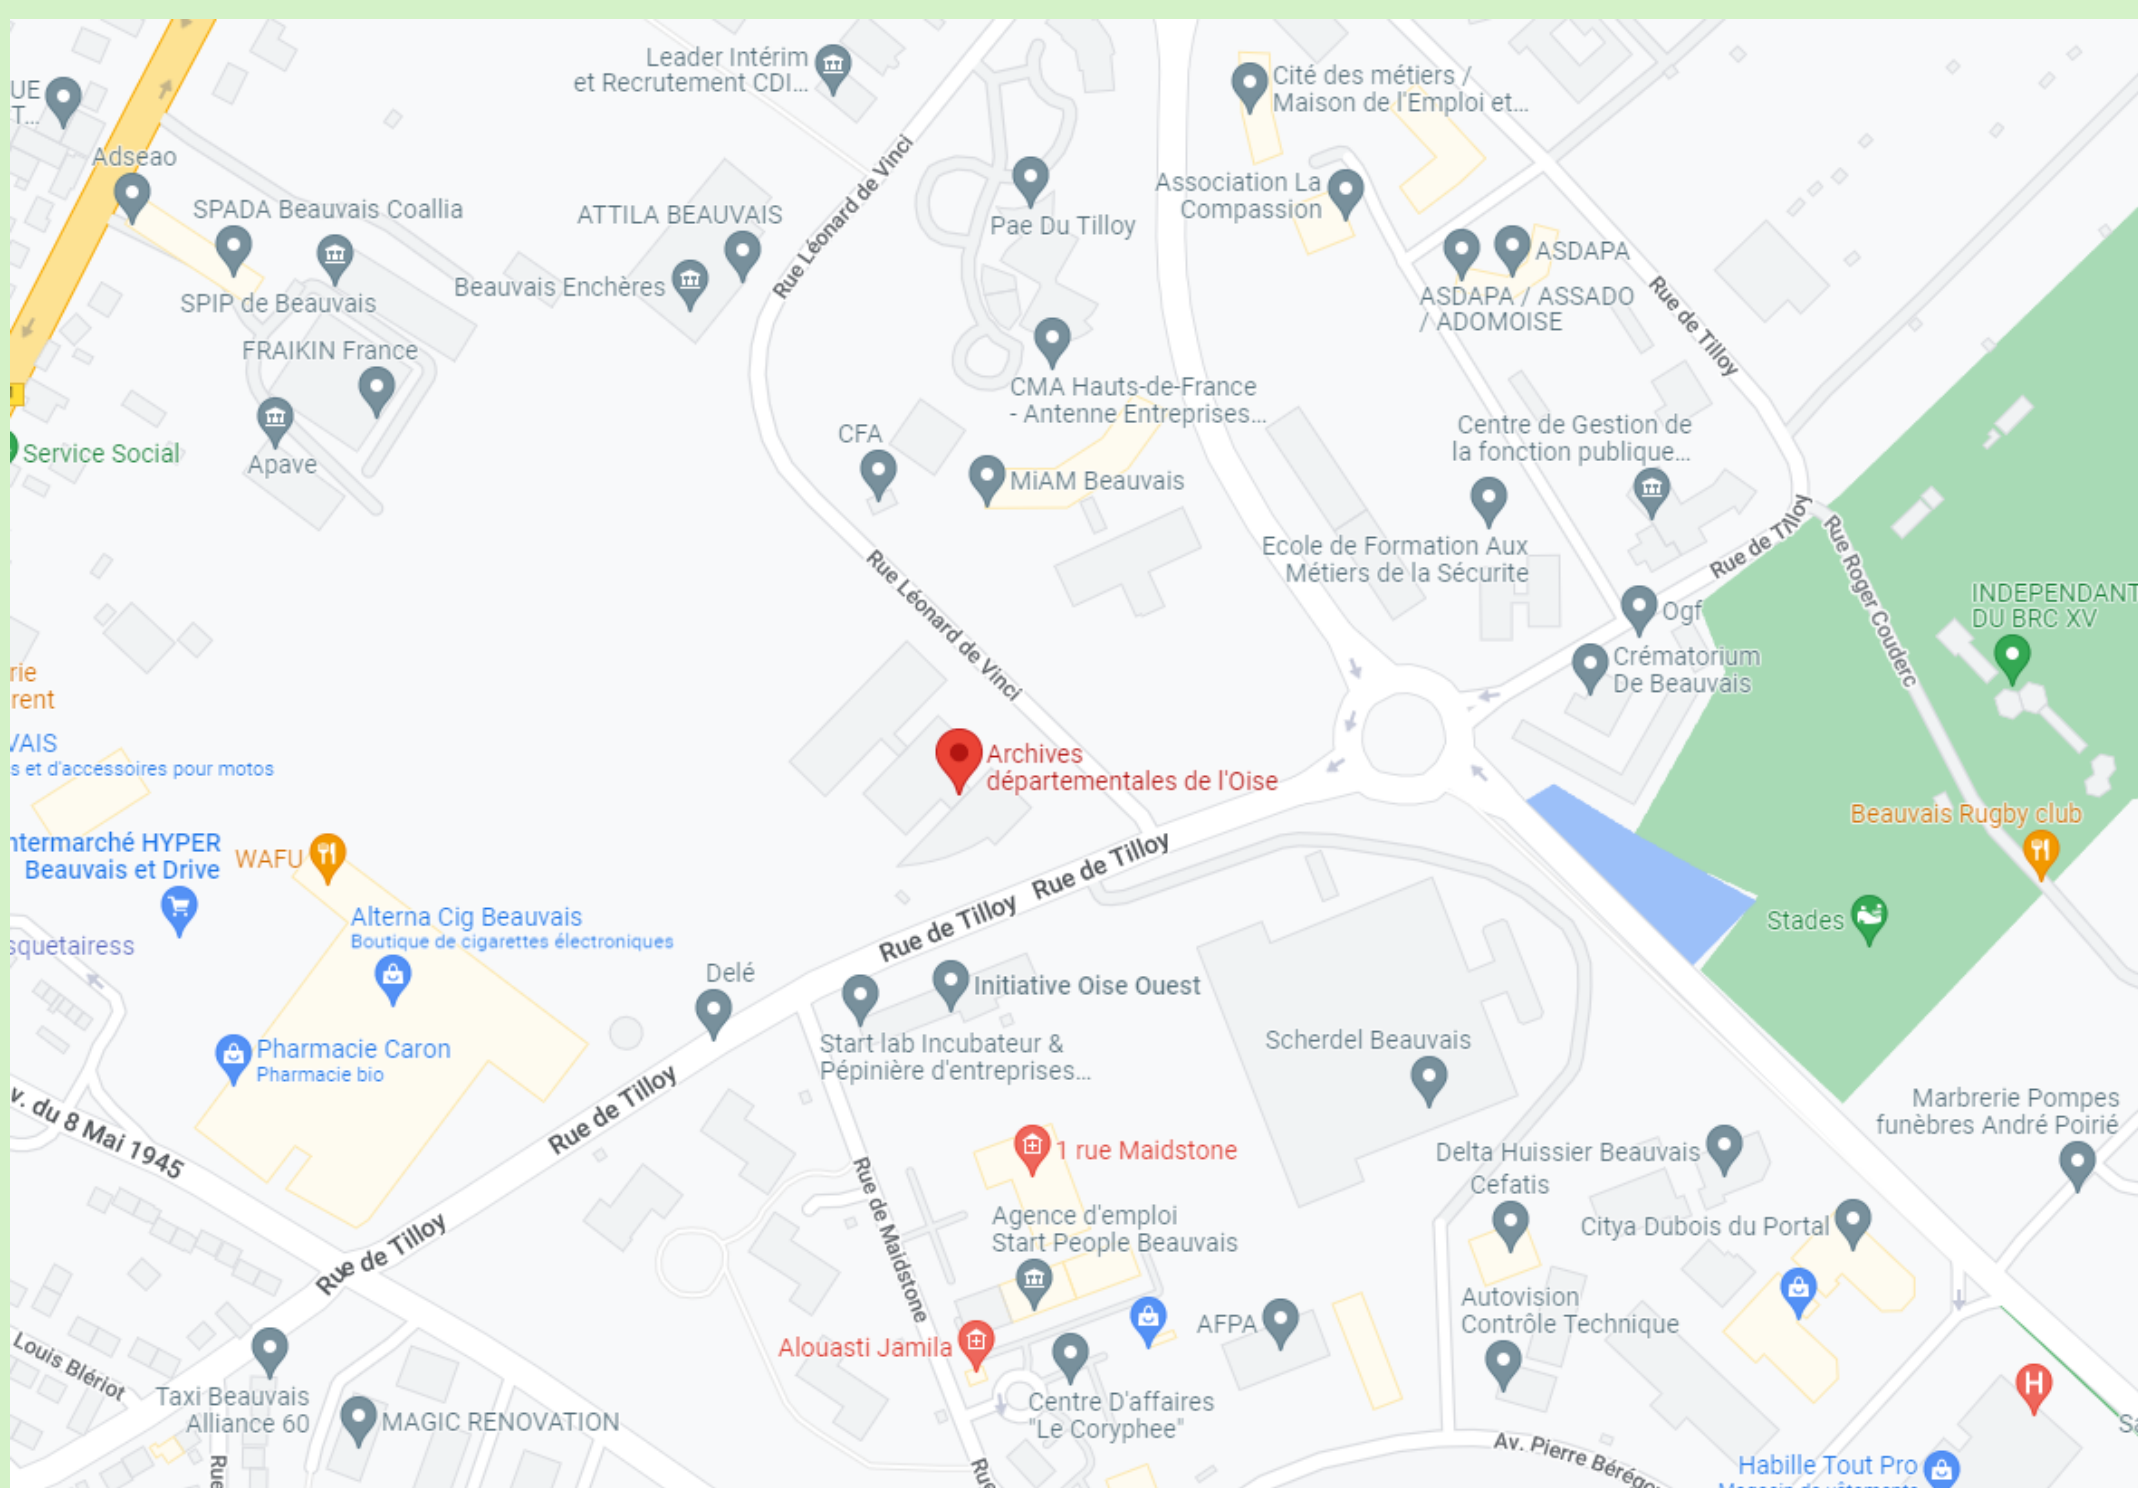 UE
T...
Adseao
SPADA Beauvais Coallia
SPIP de Beauvais
FRAIKIN France
Apave
Service Social
Leader Intérim
et Recrutement CDI...
ATTILA BEAUVAIS
Beauvais Enchères
Rue Léonard de Vinci
Pae Du Tilloy
CMA Hauts-de-France
- Antenne Entreprises...
CFA
MiAM Beauvais
Rue Léonard de Vinci
Cité des métiers /
Maison de l'Emploi et...
Association La
Compassion
ASDAPA
ASDAPA / ASSADO
/ ADOMOISE
Rue de Tilloy
Centre de Gestion de
la fonction publique...
Ecole de Formation Aux
Métiers de la Sécurite
Rue de Tilloy
Rue Roger Couderc
Ogf
Crématorium
De Beauvais
INDEPENDANT
DU BRC XV
rie
rent
VAIS
s et d'accessoires pour motos
Archives
départementales de l'Oise
Beauvais Rugby club
Stades
ntermarché HYPER
Beauvais et Drive
WAFU
squetairess
Alterna Cig Beauvais
Boutique de cigarettes électroniques
Pharmacie Caron
Pharmacie bio
Rue de Tilloy
Rue de Tilloy
Delé
Initiative Oise Ouest
Start lab Incubateur &
Pépinière d'entreprises...
Scherdel Beauvais
v. du 8 Mai 1945
Rue de Tilloy
Rue de Tilloy
Rue de Maidstone
1 rue Maidstone
Agence d'emploi
Start People Beauvais
Alouasti Jamila
AFPA
Centre D'affaires
"Le Coryphee"
Marbrerie Pompes
funèbres André Poirié
Delta Huissier Beauvais
Cefatis
Citya Dubois du Portal
Autovision
Contrôle Technique
Louis Blériot
Taxi Beauvais
Alliance 60
MAGIC RENOVATION
Rue
Rue
Av. Pierre Bérégo
H
Sa
Habille Tout Pro
Magasin de vêtements